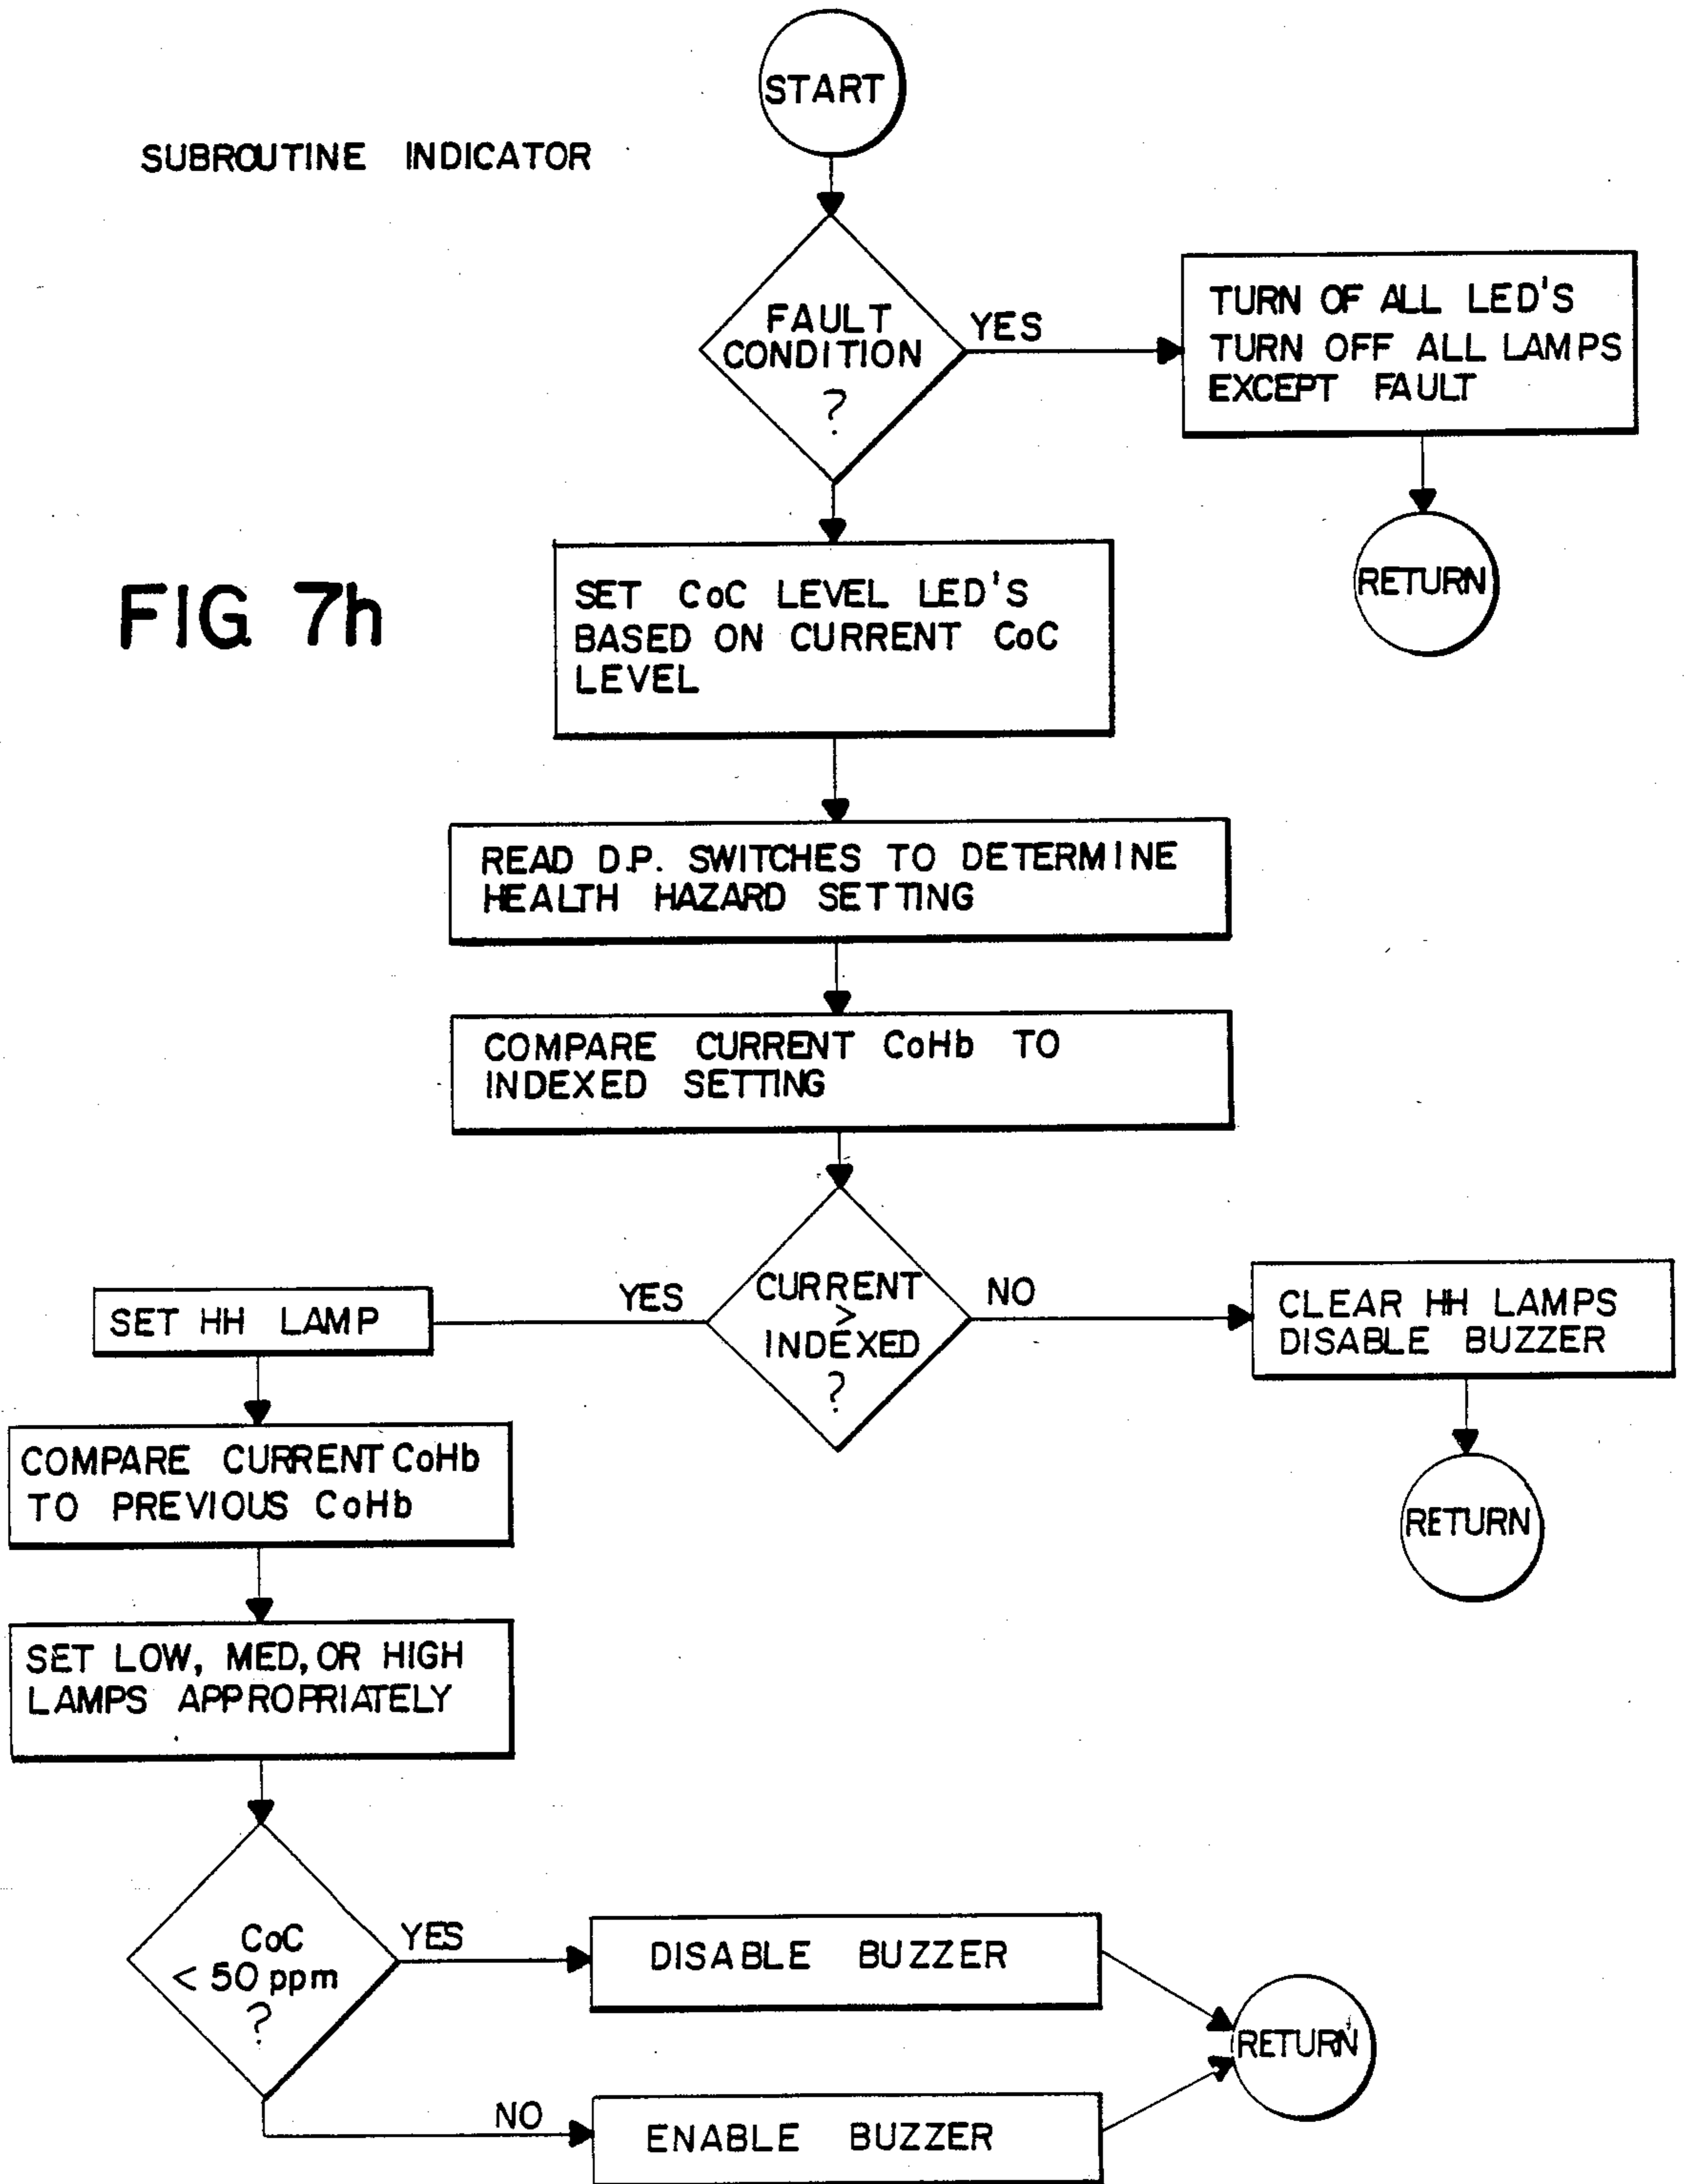 START
SUBROUTINE INDICATOR
FAULT
CONDITION
?
YES
TURN OF ALL LED'S
TURN OFF ALL LAMPS
EXCEPT FAULT
RETURN
FIG 7h
SET CoC LEVEL LED'S
BASED ON CURRENT CoC
LEVEL
READ D.P. SWITCHES TO DETERMINE
HEALTH HAZARD SETTING
COMPARE CURRENT CoHb TO
INDEXED SETTING
CURRENT
>
INDEXED
?
YES
NO
SET HH LAMP
CLEAR HH LAMPS
DISABLE BUZZER
RETURN
COMPARE CURRENT CoHb
TO PREVIOUS CoHb
SET LOW, MED, OR HIGH
LAMPS APPROPRIATELY
CoC
< 50 ppm
?
YES
DISABLE BUZZER
NO
ENABLE BUZZER
RETURN